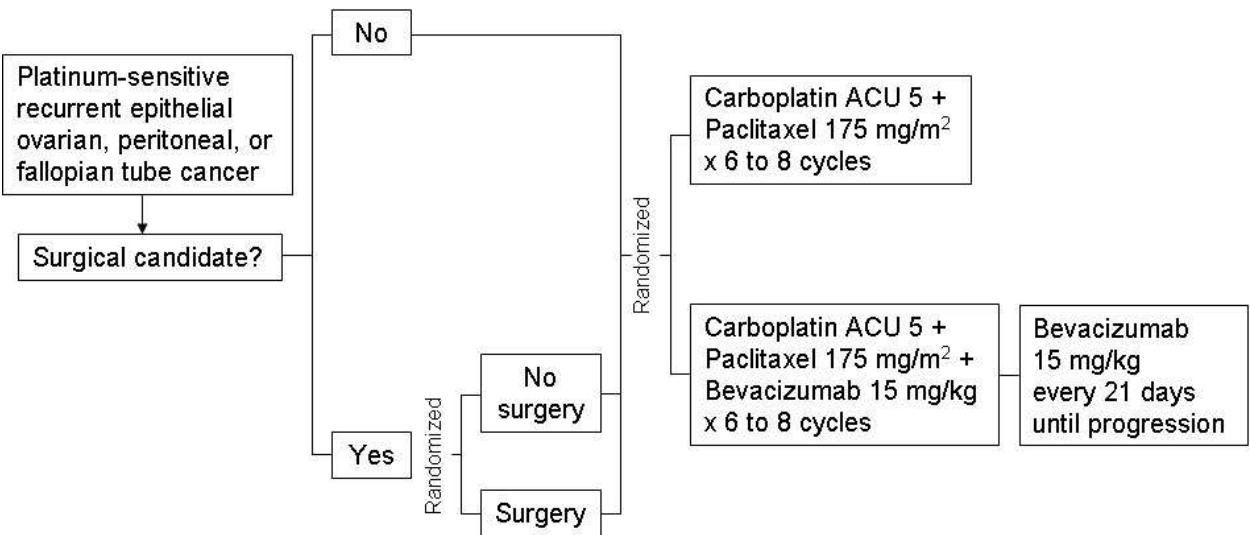 No
Platinum-sensitive
recurrent epithelial
ovarian, peritoneal, or
fallopian tube cancer
Surgical candidate?
Yes
Randomized
No
surgery
Surgery
Randomized
Carboplatin ACU 5 +
Paclitaxel 175 mg/m²
x 6 to 8 cycles
Carboplatin ACU 5 +
Paclitaxel 175 mg/m² +
Bevacizumab 15 mg/kg
x 6 to 8 cycles
Bevacizumab
15 mg/kg
every 21 days
until progression